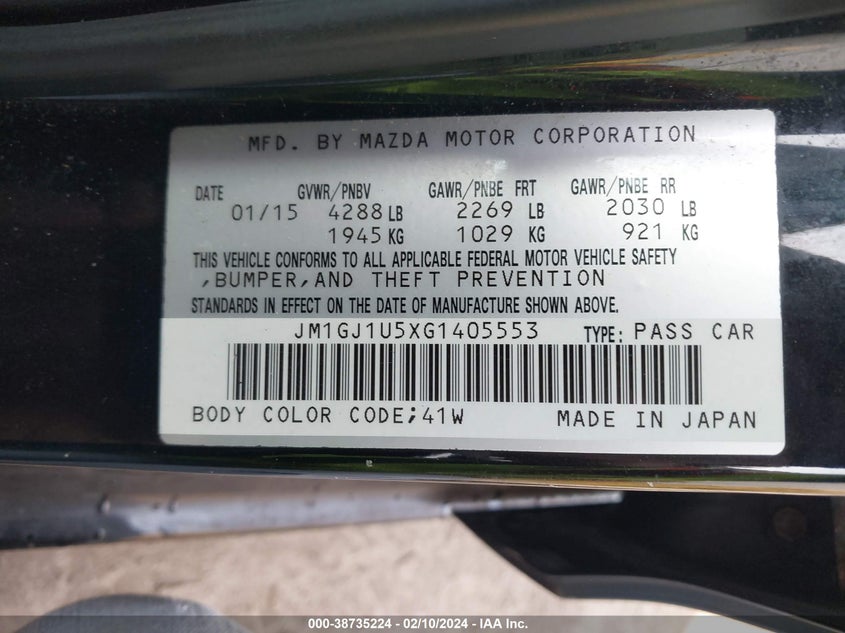 MFD. BY MAZDA MOTOR CORPORATION
DATE GVWR/PNBV GAWR/PNBE FRT GAWR/PNBE RR
01/15 4288 LB 2269 LB 2030 LB
1945 KG 1029 KG 921 KG
THIS VEHICLE CONFORMS TO ALL APPLICABLE FEDERAL MOTOR VEHICLE SAFETY
,BUMPER,AND THEFT PREVENTION
STANDARDS IN EFFECT ON THE DATE OF MANUFACTURE SHOWN ABOVE.
JM1GJ1U5XG1405553 TYPE: PASS CAR
BODY COLOR CODE;41W MADE IN JAPAN
000-38735224 - 02/10/2024 - IAA Inc.